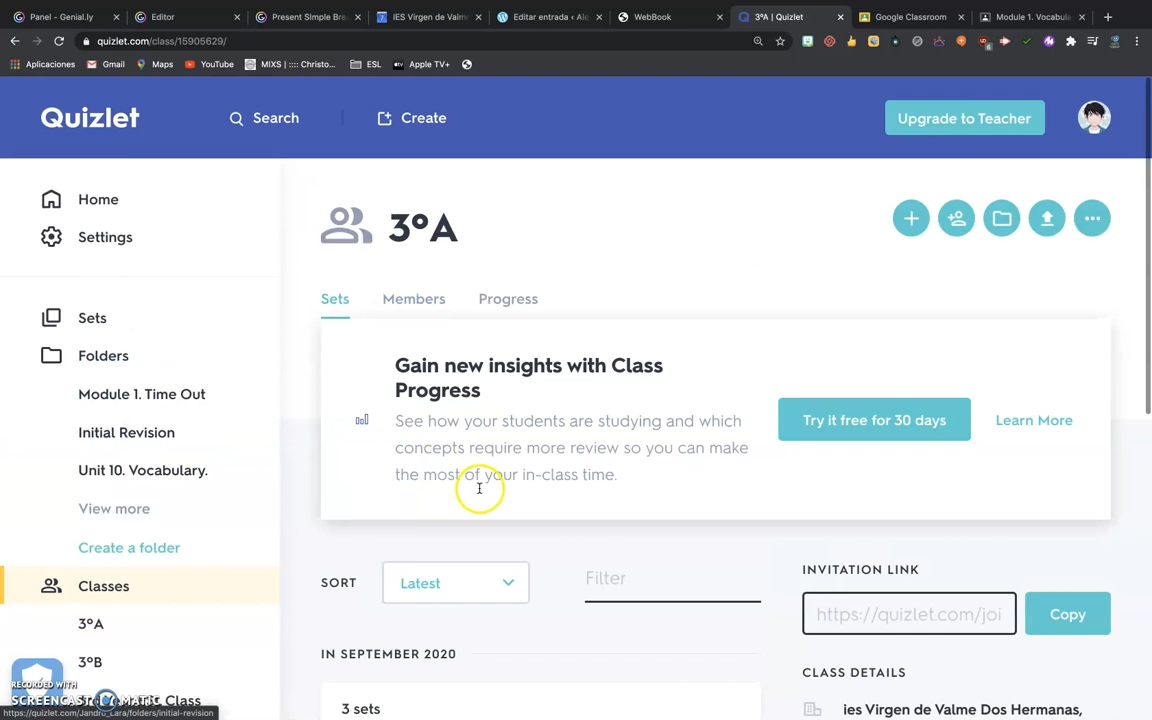 Panel - Genial.ly
Editor
Present Simple Bre
IES Virgen de Valm
Editar entrada ‹ Ale
WebBook
3ºA | Quizlet
Google Classroom
Module 1. Vocabula
quizlet.com/class/15905629/
Aplicaciones
Gmail
Maps
YouTube
MIXS | :::: Christo...
ESL
Apple TV+
Quizlet
Search
Create
Upgrade to Teacher
Home
Settings
Sets
Folders
Module 1. Time Out
Initial Revision
Unit 10. Vocabulary.
View more
Create a folder
Classes
3ºA
3ºB
Class
RECORDED WITH
SCREENCAST MATIC
https://quizlet.com/Jandro_Lara/folders/initial-revision
3ºA
Sets
Members
Progress
Gain new insights with Class
Progress
See how your students are studying and which
concepts require more review so you can make
the most of your in-class time.
Try it free for 30 days
Learn More
SORT
Latest
Filter
IN SEPTEMBER 2020
3 sets
INVITATION LINK
https://quizlet.com/joi
Copy
CLASS DETAILS
ies Virgen de Valme Dos Hermanas,